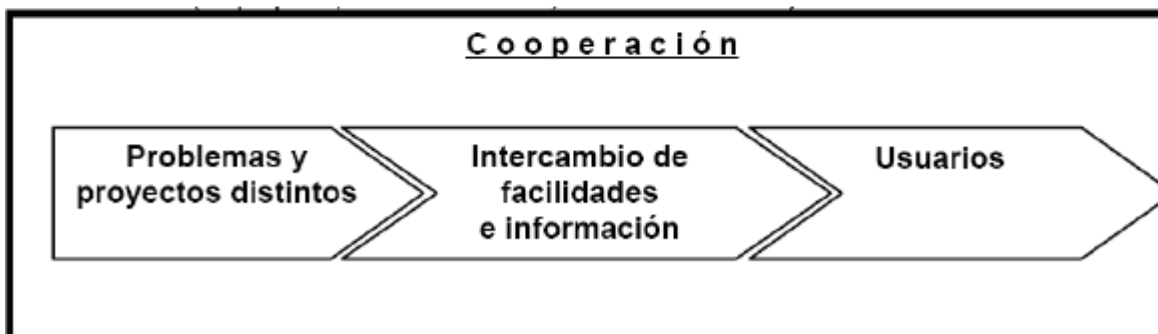 Cooperación
Problemas y
proyectos distintos
Intercambio de
facilidades
e información
Usuarios